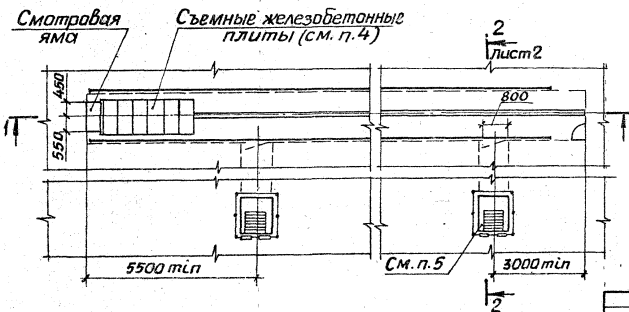 Смотровая
яма
Съемные железобетонные
плиты (см. п. 4)
2
Лист 2
450
550
800
1
1
5500 min
См. п. 5
3000 min
2